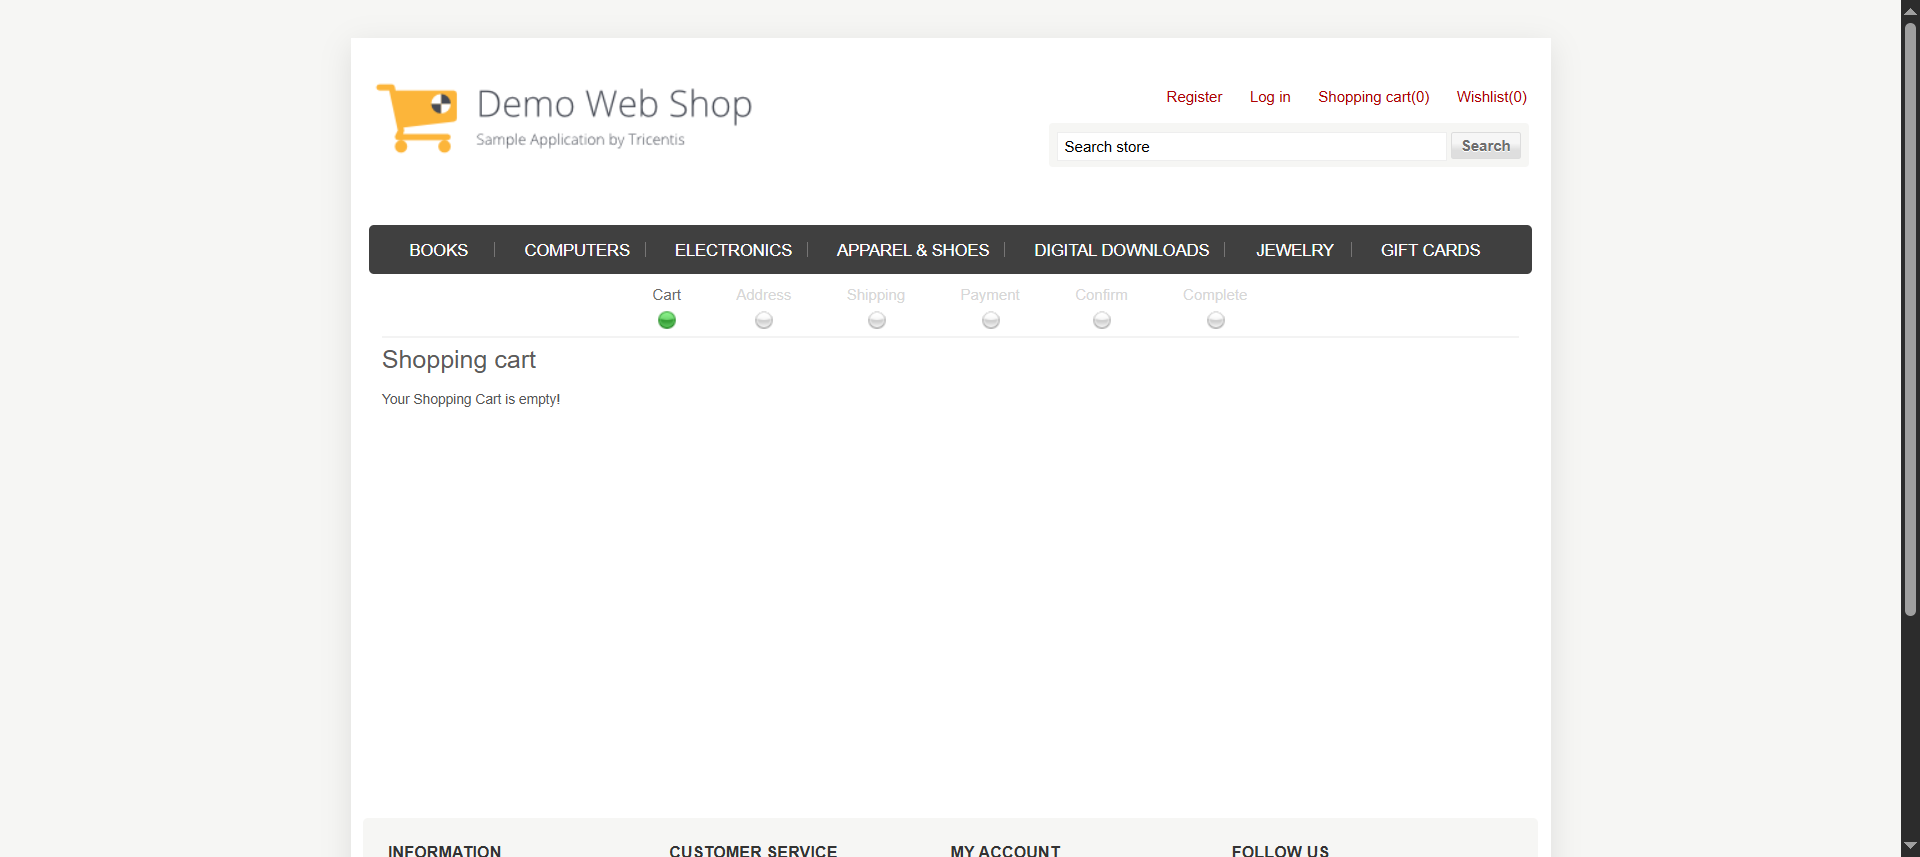 Demo Web Shop
Sample Application by Tricentis
Register Log in Shopping cart(0) Wishlist(0)
Search store Search
BOOKS COMPUTERS ELECTRONICS APPAREL & SHOES DIGITAL DOWNLOADS JEWELRY GIFT CARDS
Cart Address Shipping Payment Confirm Complete
Shopping cart
Your Shopping Cart is empty!
INFORMATION CUSTOMER SERVICE MY ACCOUNT FOLLOW US